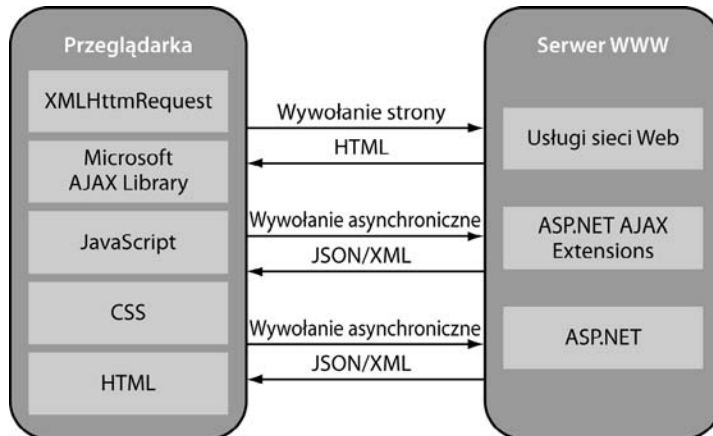 Przeglądarka
XMLHttmRequest
Microsoft
AJAX Library
JavaScript
CSS
HTML
Wywołanie strony
HTML
Wywołanie asynchroniczne
JSON/XML
Wywołanie asynchroniczne
JSON/XML
Serwer WWW
Usługi sieci Web
ASP.NET AJAX
Extensions
ASP.NET